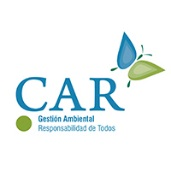 CAR
Gestión Ambiental
Responsabilidad de Todos